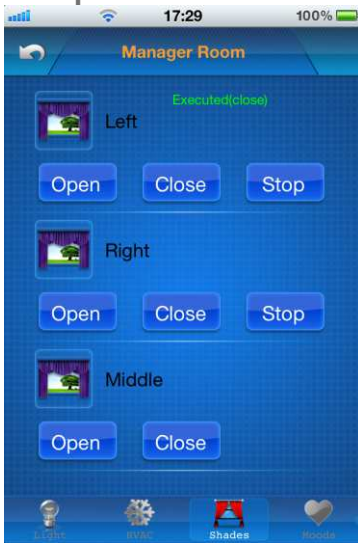 17:29 100%
Manager Room
Executed(close)
Left
Open Close Stop
Right
Open Close Stop
Middle
Open Close
Light HVAC Shades Moods